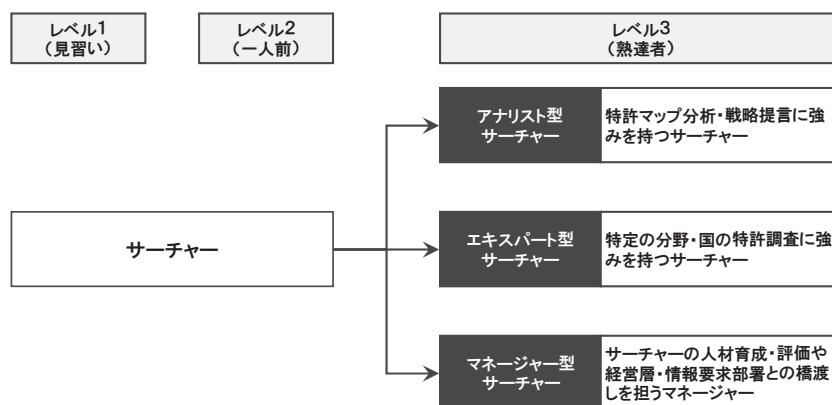 レベル1
（見習い）
レベル2
（一人前）
レベル3
（熟達者）
サーチャー
アナリスト型
サーチャー
特許マップ分析・戦略提言に強
みを持つサーチャー
エキスパート型
サーチャー
特定の分野・国の特許調査に強
みを持つサーチャー
マネージャー型
サーチャー
サーチャーの人材育成・評価や
経営層・情報要求部署との橋渡
しを担うマネージャー